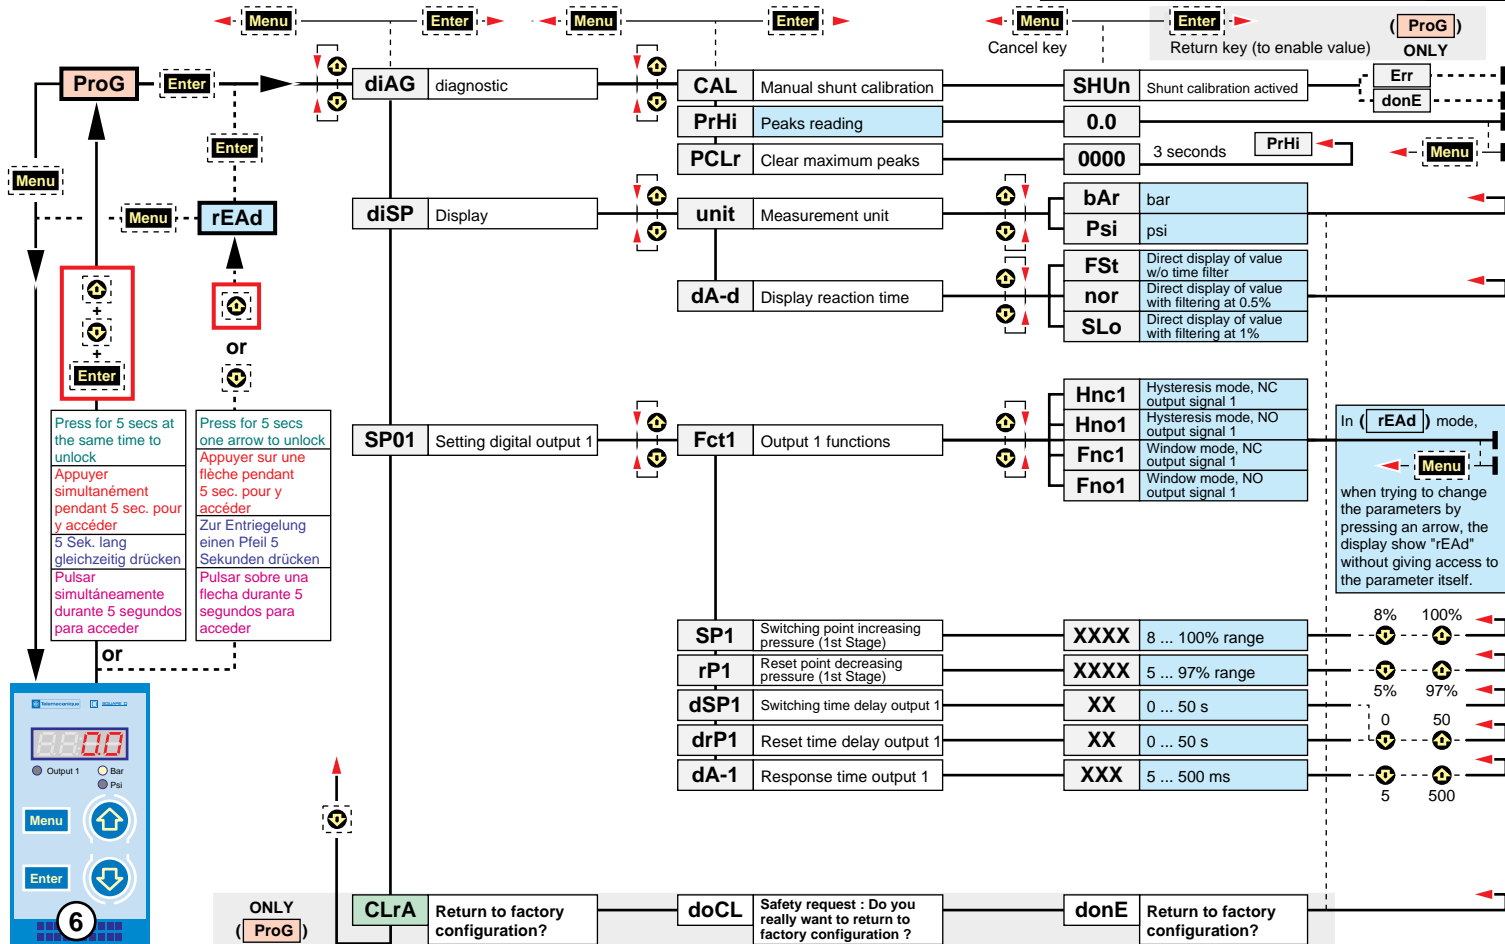 Menu
Enter
Menu
Enter
Menu
Enter
( ProG )
Cancel key
Return key (to enable value)
ONLY
ProG
Enter
diAG
diagnostic
CAL
Manual shunt calibration
SHUn
Shunt calibration actived
Err
donE
PrHi
Peaks reading
0.0
PCLr
Clear maximum peaks
0000
3 seconds
PrHi
Menu
Enter
Menu
Menu
rEAd
diSP
Display
unit
Measurement unit
bAr
bar
Psi
psi
dA-d
Display reaction time
FSt
Direct display of value
w/o time filter
nor
Direct display of value
with filtering at 0.5%
SLo
Direct display of value
with filtering at 1%
+
+
Enter
or
Press for 5 secs at
the same time to
unlock
Appuyer
simultanément
pendant 5 sec. pour
y accéder
5 Sek. lang
gleichzeitig drücken
Pulsar
simultáneamente
durante 5 segundos
para acceder
Press for 5 secs
one arrow to unlock
Appuyer sur une
flèche pendant
5 sec. pour y
accéder
Zur Entriegelung
einen Pfeil 5
Sekunden drücken
Pulsar sobre una
flecha durante 5
segundos para
acceder
or
SP01
Setting digital output 1
Fct1
Output 1 functions
Hnc1
Hysteresis mode, NC
output signal 1
Hno1
Hysteresis mode, NO
output signal 1
Fnc1
Window mode, NC
output signal 1
Fno1
Window mode, NO
output signal 1
In ( rEAd ) mode,
Menu
when trying to change
the parameters by
pressing an arrow, the
display show "rEAd"
without giving access to
the parameter itself.
SP1
Switching point increasing
pressure (1st Stage)
XXXX
8 ... 100% range
8%
100%
rP1
Reset point decreasing
pressure (1st Stage)
XXXX
5 ... 97% range
5%
97%
dSP1
Switching time delay output 1
XX
0 ... 50 s
0
50
drP1
Reset time delay output 1
XX
0 ... 50 s
dA-1
Response time output 1
XXX
5 ... 500 ms
5
500
Telemecanique
SQUARE D
0.0
Output 1
Bar
Psi
Menu
Enter
6
ONLY
( ProG )
CLrA
Return to factory
configuration?
doCL
Safety request : Do you
really want to return to
factory configuration ?
donE
Return to factory
configuration?